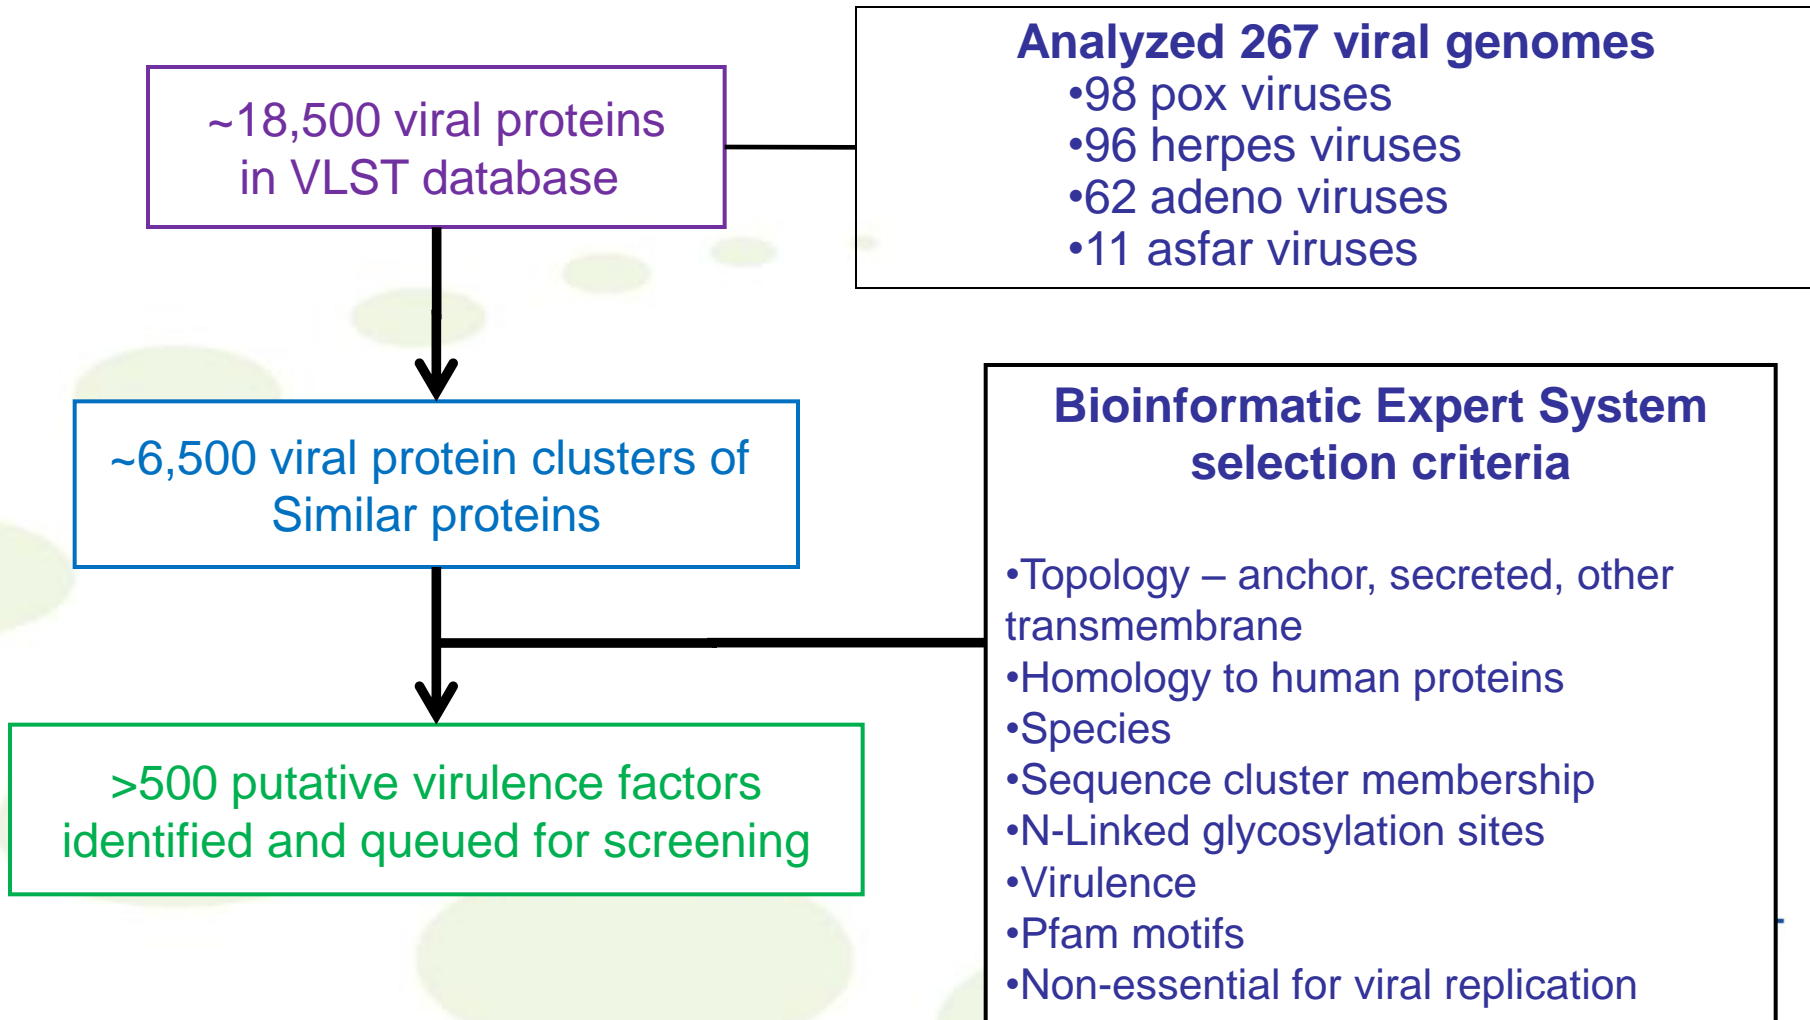 Analyzed 267 viral genomes
•98 pox viruses
•96 herpes viruses
•62 adeno viruses
•11 asfar viruses
~18,500 viral proteins
in VLST database
~6,500 viral protein clusters of
Similar proteins
Bioinformatic Expert System
selection criteria
•Topology – anchor, secreted, other
transmembrane
•Homology to human proteins
•Species
•Sequence cluster membership
•N-Linked glycosylation sites
•Virulence
•Pfam motifs
•Non-essential for viral replication
>500 putative virulence factors
identified and queued for screening